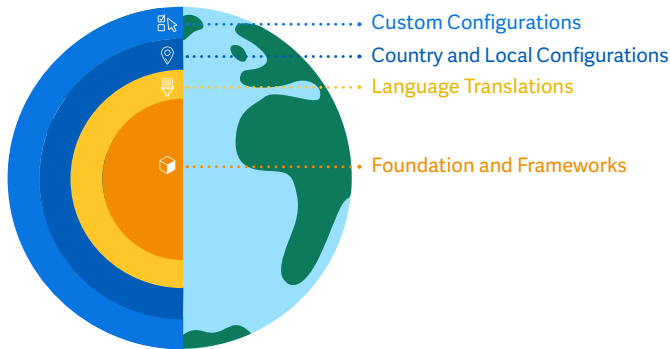 Custom Configurations
Country and Local Configurations
Language Translations
Foundation and Frameworks